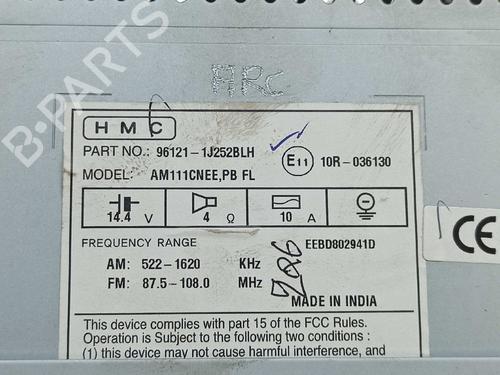 ARC
HMC
PART NO.: 96121-1J252BLH
E11 10R-036130
MODEL: AM111CNEE,PB FL
14.4 V 4 Ω 10 A
FREQUENCY RANGE EEBD802941D
AM: 522-1620 KHz
FM: 87.5-108.0 MHz
226
MADE IN INDIA
CE
This device complies with part 15 of the FCC Rules.
Operation is Subject to the following two conditions :
(1) this device may not cause harmful interference, and
B-PARTS